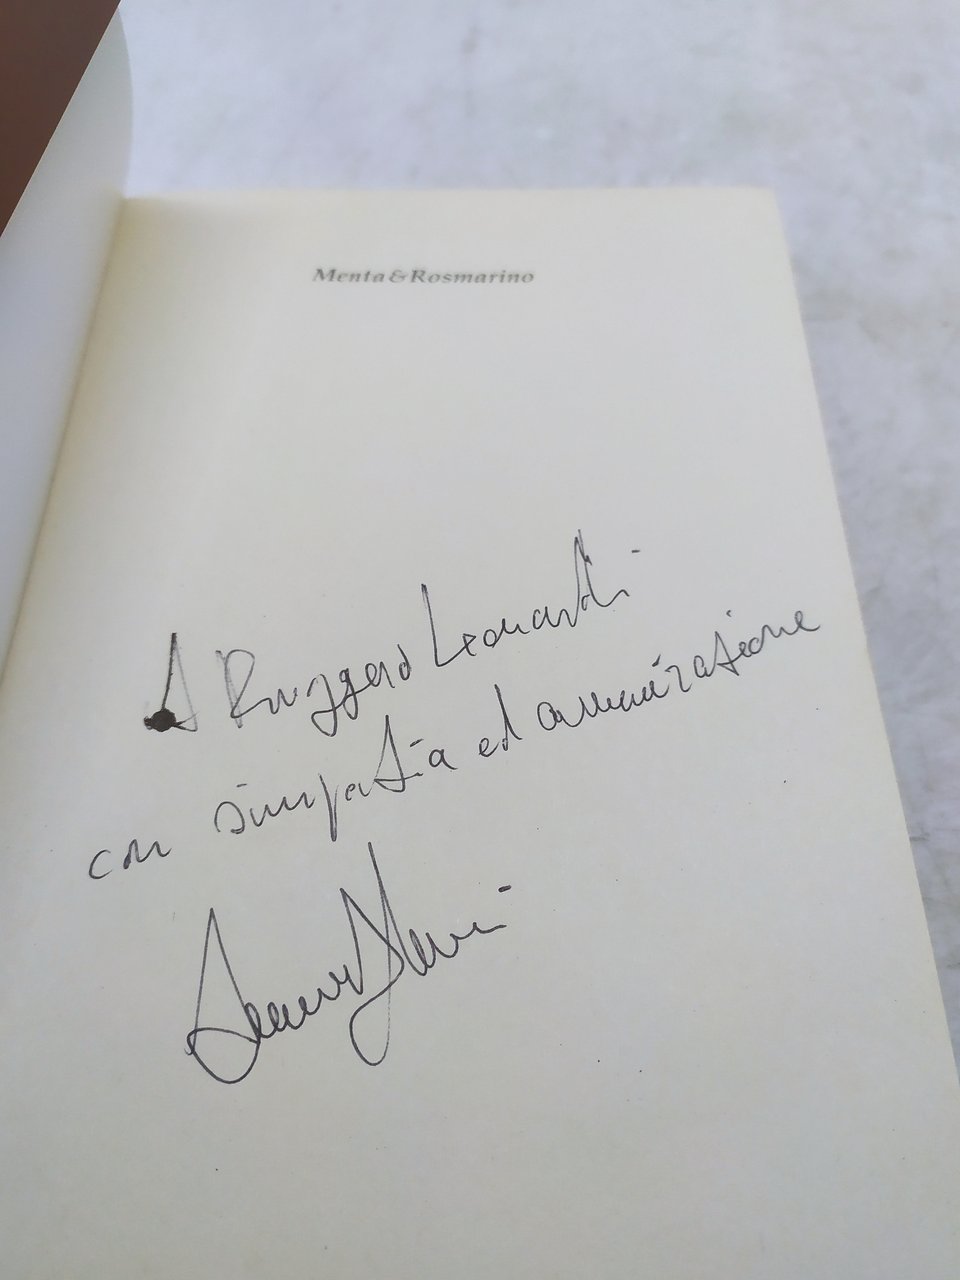 Menta & Rosmarino
A Ruggero Leonardi
con simpatia ed ammirazione